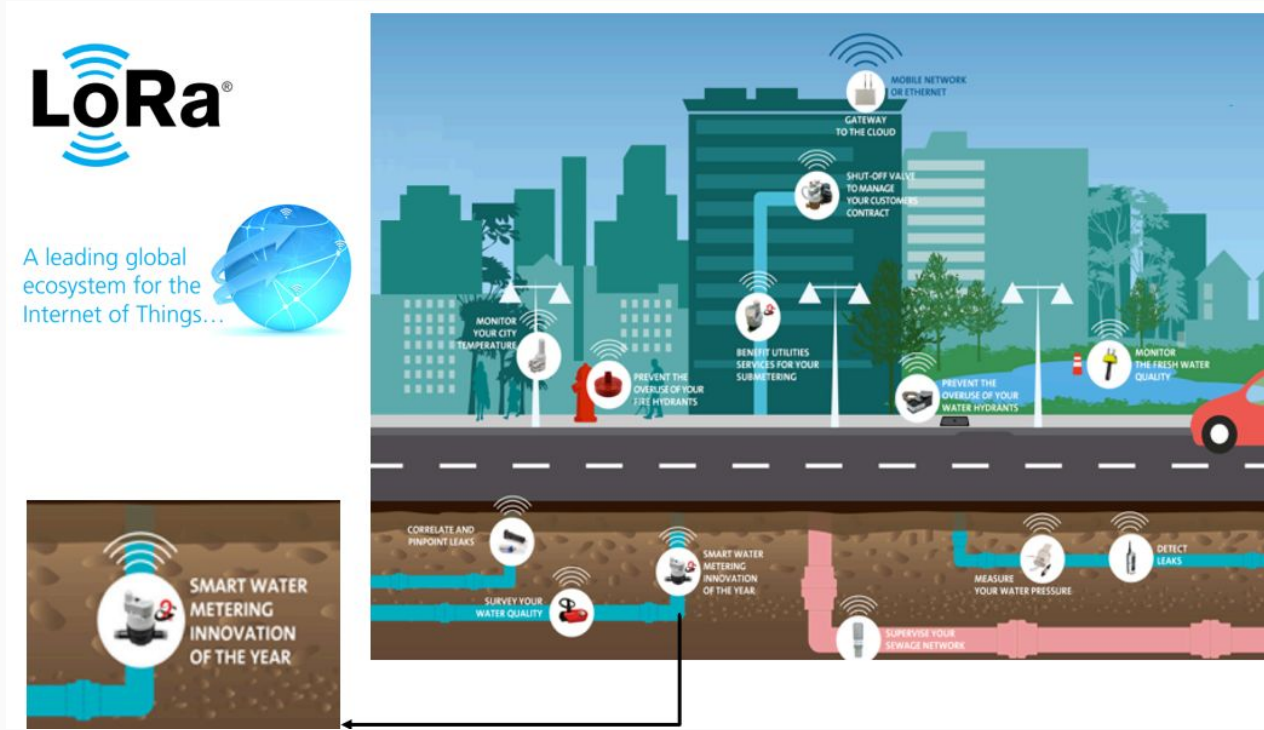 LoRa®
A leading global
ecosystem for the
Internet of Things...
MOBILE NETWORK
OR ETHERNET
GATEWAY
TO THE CLOUD
SHUT-OFF VALVE
TO MANAGE
YOUR CUSTOMERS
CONTRACT
MONITOR
YOUR CITY
TEMPERATURE
PREVENT THE
OVERUSE OF YOUR
FIRE HYDRANTS
BENEFIT UTILITIES
SERVICES FOR YOUR
SUBMETERING
PREVENT THE
OVERUSE OF YOUR
WATER HYDRANTS
MONITOR
THE FRESH WATER
QUALITY
CORRELATE AND
PINPOINT LEAKS
SURVEY YOUR
WATER QUALITY
SMART WATER
METERING
INNOVATION
OF THE YEAR
MEASURE
YOUR WATER PRESSURE
DETECT
LEAKS
SUPERVISE YOUR
SEWAGE NETWORK
SMART WATER
METERING
INNOVATION
OF THE YEAR